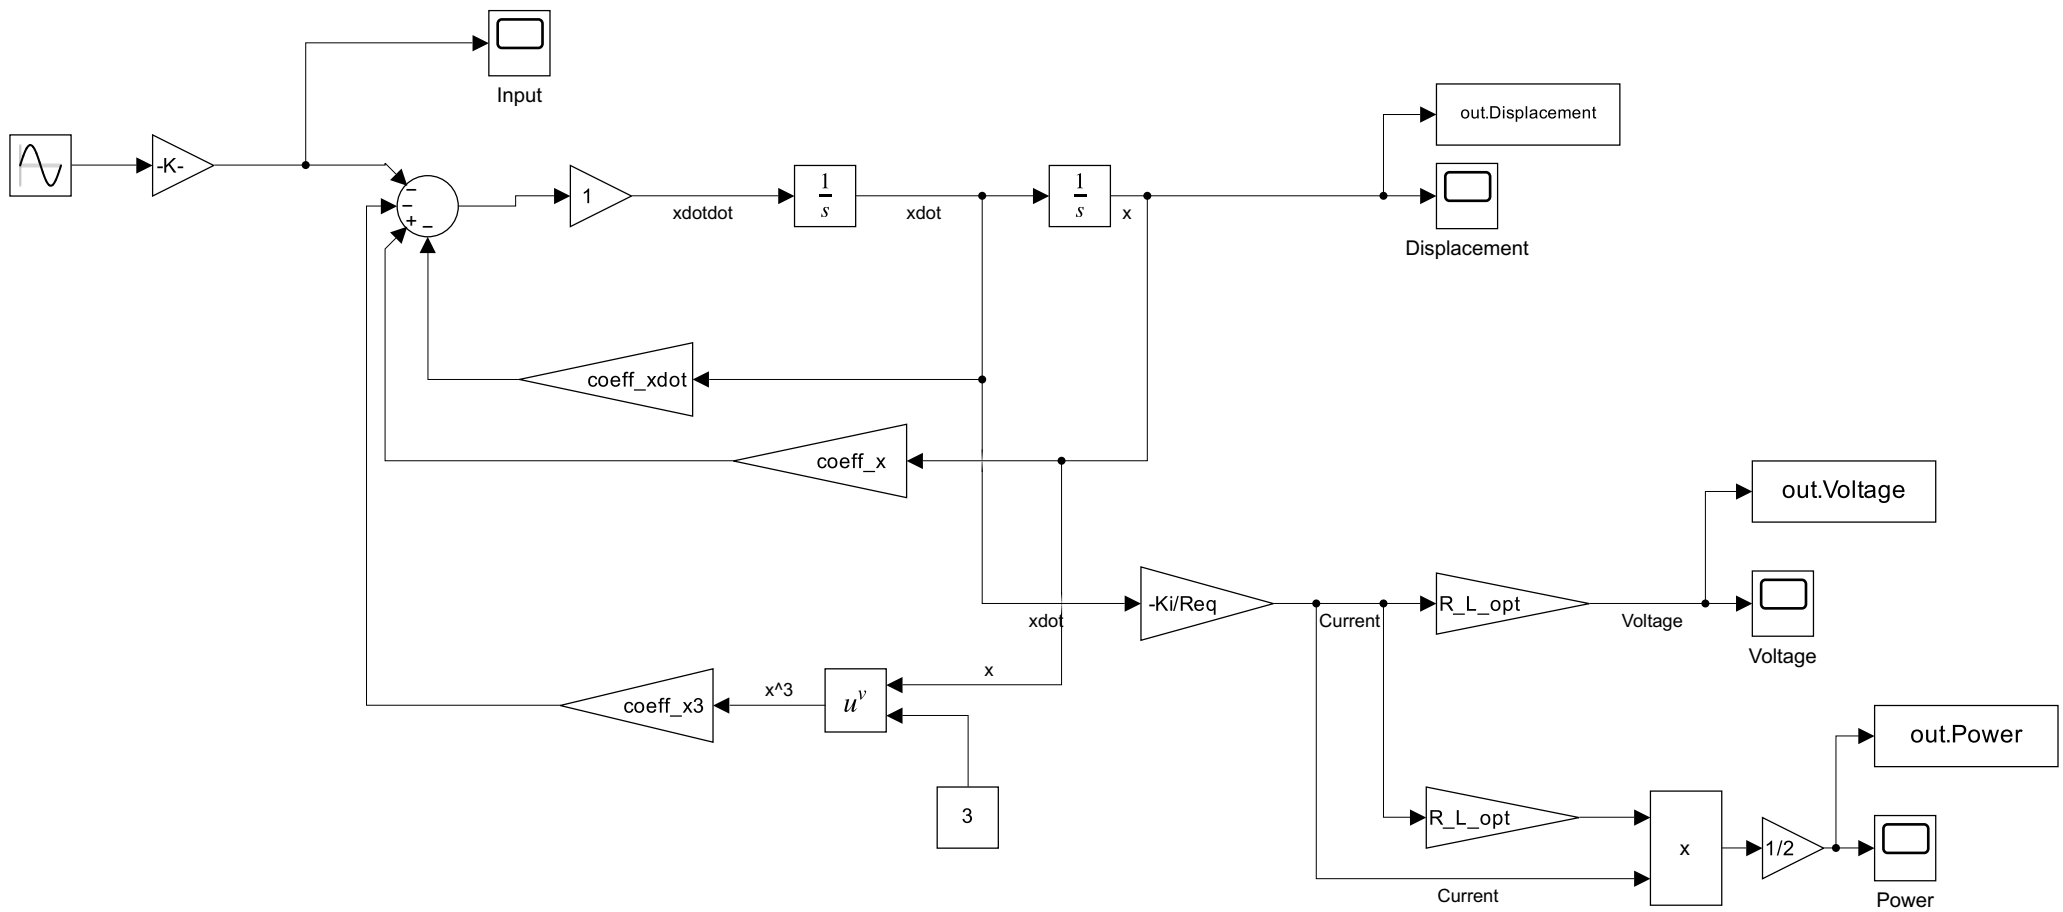 Input
out.Displacement
-K-
−
−
+
−
1
xdotdot
1
s
xdot
1
s
x
Displacement
coeff_xdot
coeff_x
out.Voltage
-Ki/Req
xdot
Current
R_L_opt
Voltage
Voltage
x
coeff_x3
x^3
u^v
3
out.Power
R_L_opt
x
1/2
Current
Power